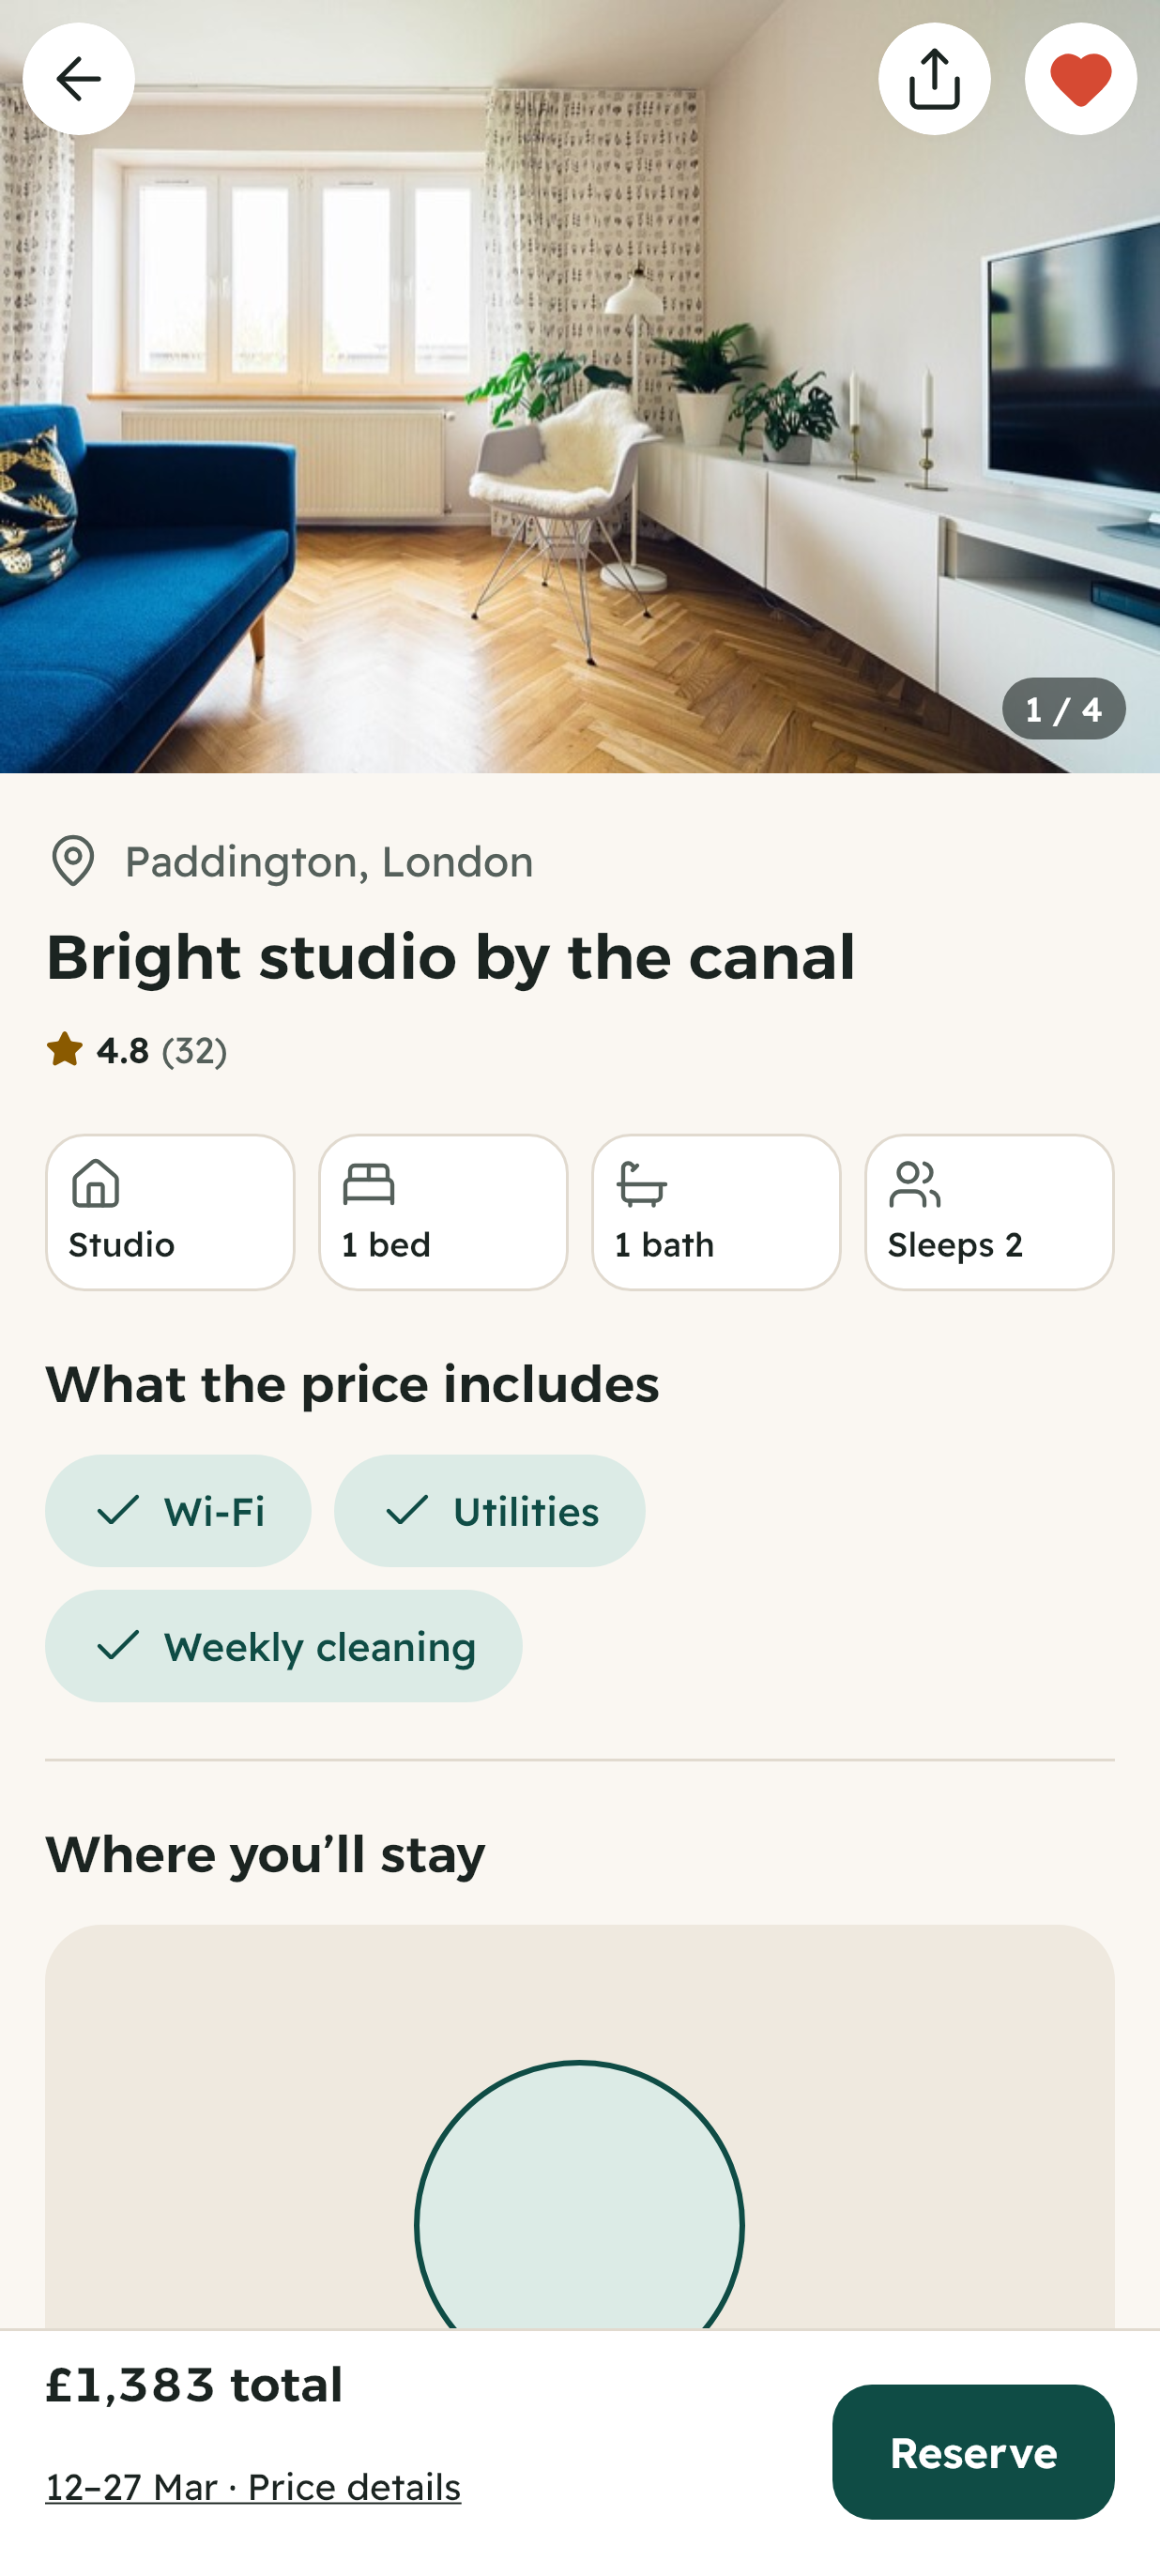 1 / 4
Paddington, London
Bright studio by the canal
4.8 (32)
Studio
1 bed
1 bath
Sleeps 2
What the price includes
Wi-Fi
Utilities
Weekly cleaning
Where you’ll stay
£1,383 total
12–27 Mar · Price details
Reserve